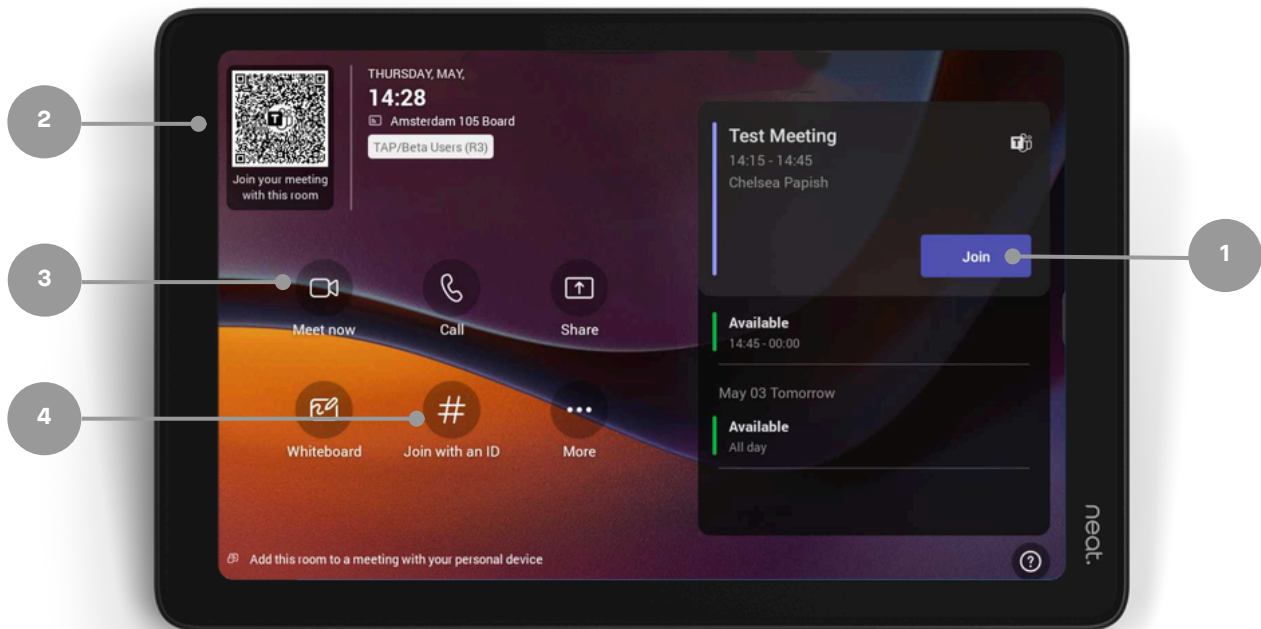 2
Join your meeting
with this room
THURSDAY, MAY,
14:28
Amsterdam 105 Board
TAP/Beta Users (R3)
Test Meeting
14:15 - 14:45
Chelsea Papish
Join
1
3
Meet now
Call
Share
Available
14:45 - 00:00
May 03 Tomorrow
Available
All day
4
Whiteboard
Join with an ID
More
Add this room to a meeting with your personal device
neat.